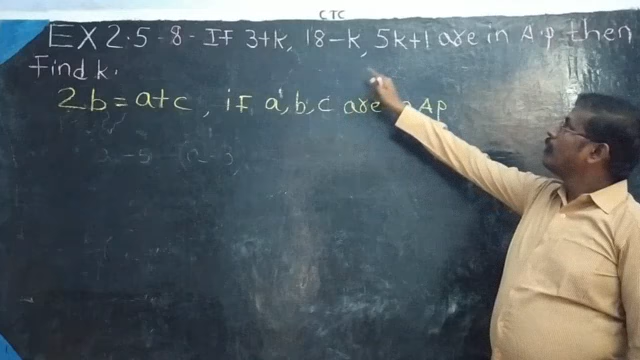 CTC
EX 2.5-8- If 3+k, 18-k, 5k+1 are in A.p then
find k.
2b = a+c, if a, b, c are in Ap